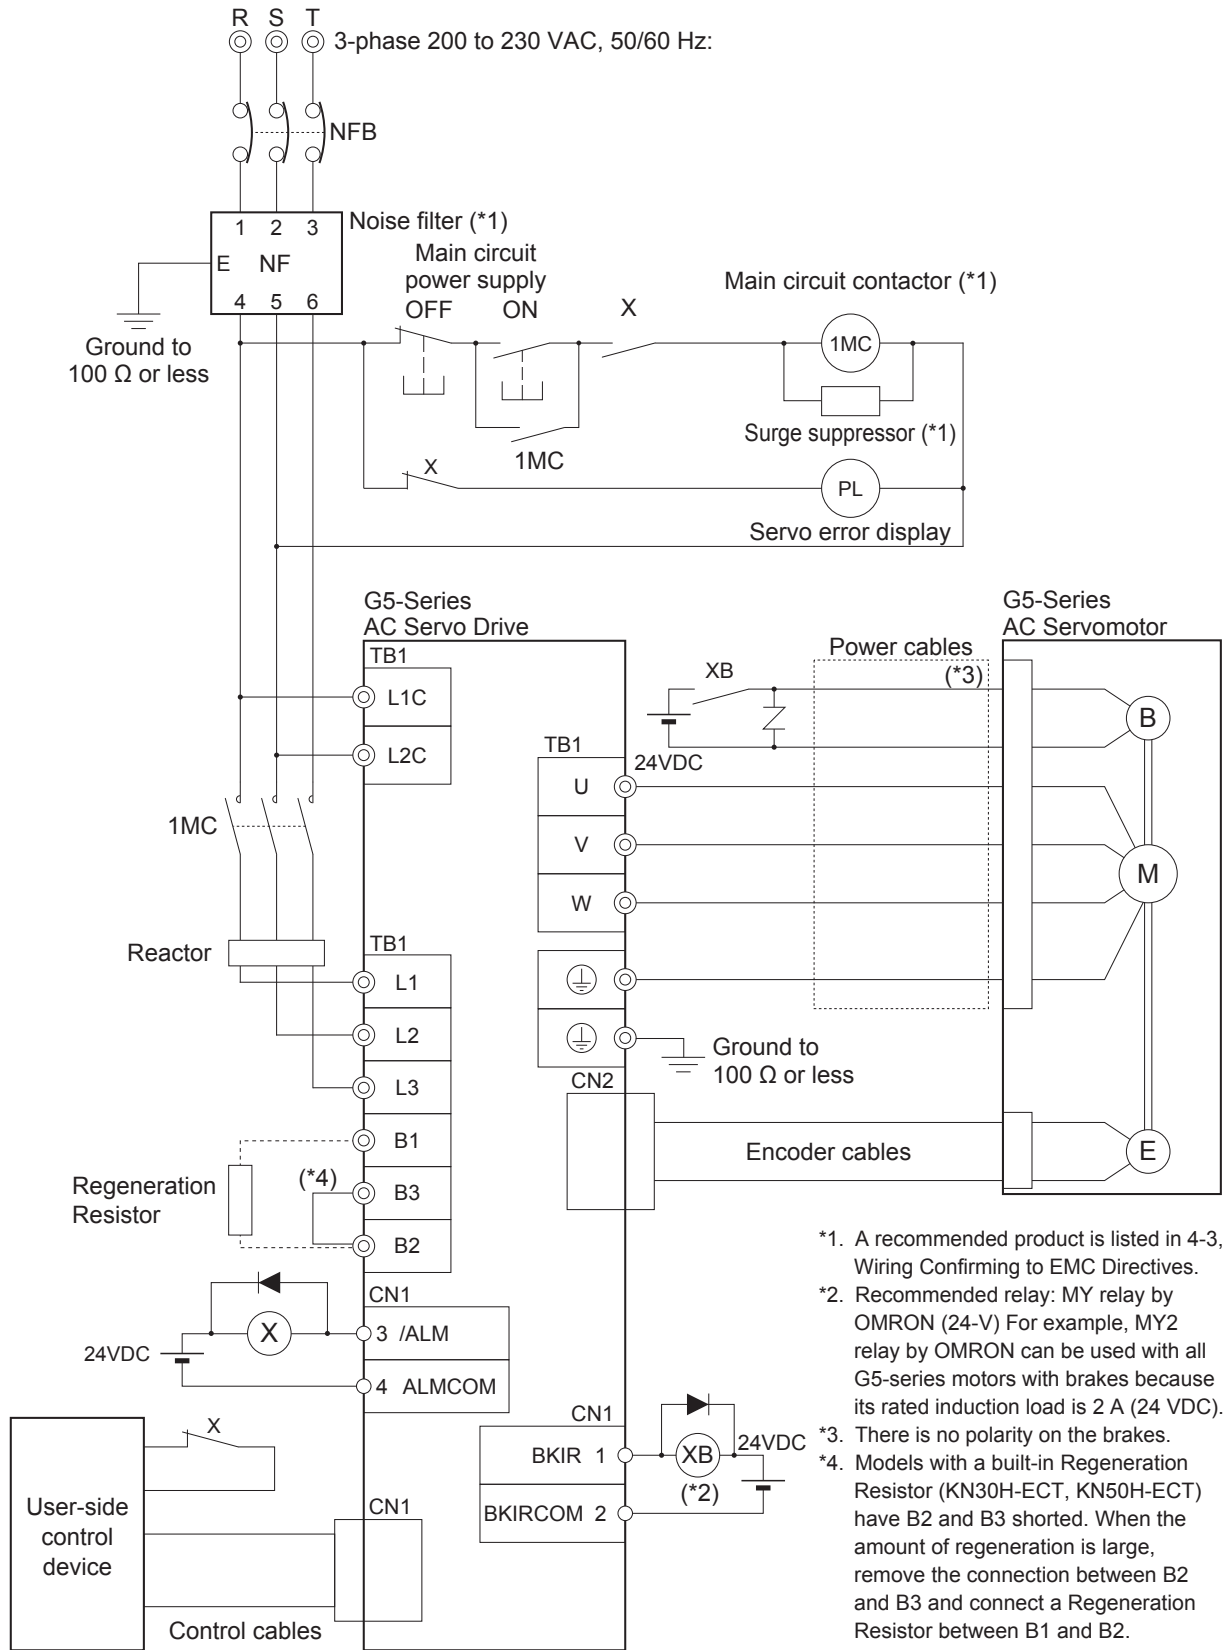 R S T
3-phase 200 to 230 VAC, 50/60 Hz:
NFB
1 2 3
Noise filter (*1)
E NF
4 5 6
Ground to
100 Ω or less
Main circuit
power supply
OFF ON X
Main circuit contactor (*1)
1MC
Surge suppressor (*1)
1MC
X
PL
Servo error display
G5-Series
AC Servo Drive
G5-Series
AC Servomotor
TB1
L1C
L2C
XB
Power cables
(*3)
24VDC
B
TB1
U
V
W
M
1MC
Reactor
TB1
L1
L2
L3
B1
B3
B2
Ground to
100 Ω or less
CN2
Encoder cables
E
Regeneration
Resistor
(*4)
CN1
3 /ALM
4 ALMCOM
X
24VDC
X
User-side
control
device
CN1
Control cables
CN1
BKIR 1
BKIRCOM 2
XB
(*2)
24VDC
*1. A recommended product is listed in 4-3,
Wiring Confirming to EMC Directives.
*2. Recommended relay: MY relay by
OMRON (24-V) For example, MY2
relay by OMRON can be used with all
G5-series motors with brakes because
its rated induction load is 2 A (24 VDC).
*3. There is no polarity on the brakes.
*4. Models with a built-in Regeneration
Resistor (KN30H-ECT, KN50H-ECT)
have B2 and B3 shorted. When the
amount of regeneration is large,
remove the connection between B2
and B3 and connect a Regeneration
Resistor between B1 and B2.